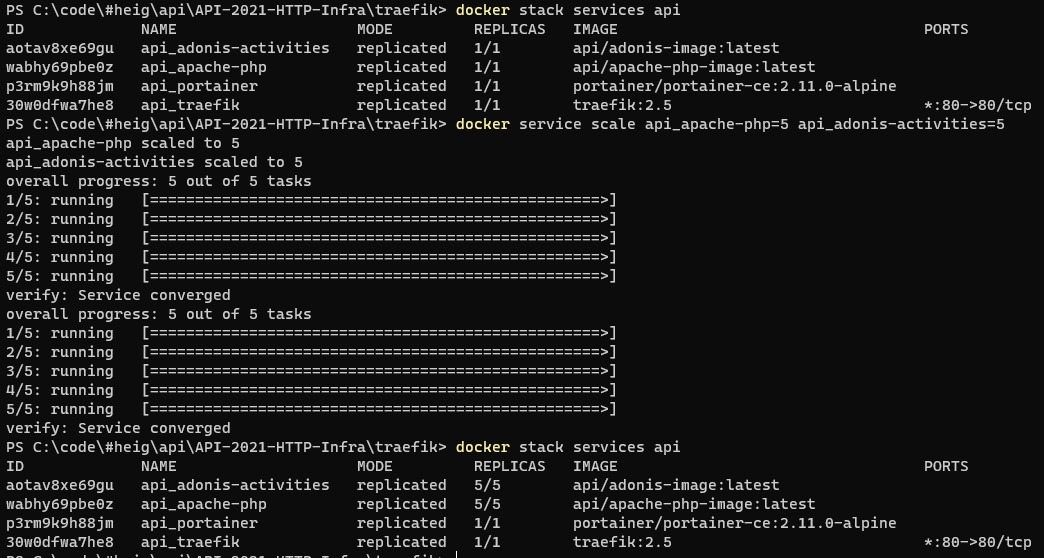 PS C:\code\#heig\api\API-2021-HTTP-Infra\traefik> docker stack services api
ID             NAME                    MODE         REPLICAS   IMAGE                                  PORTS
aotav8xe69gu   api_adonis-activities   replicated   1/1        api/adonis-image:latest
wabhy69pbe0z   api_apache-php          replicated   1/1        api/apache-php-image:latest
p3rm9k9h88jm   api_portainer           replicated   1/1        portainer/portainer-ce:2.11.0-alpine
30w0dfwa7he8   api_traefik             replicated   1/1        traefik:2.5                            *:80->80/tcp
PS C:\code\#heig\api\API-2021-HTTP-Infra\traefik> docker service scale api_apache-php=5 api_adonis-activities=5
api_apache-php scaled to 5
api_adonis-activities scaled to 5
overall progress: 5 out of 5 tasks
1/5: running   [==================================================>]
2/5: running   [==================================================>]
3/5: running   [==================================================>]
4/5: running   [==================================================>]
5/5: running   [==================================================>]
verify: Service converged
overall progress: 5 out of 5 tasks
1/5: running   [==================================================>]
2/5: running   [==================================================>]
3/5: running   [==================================================>]
4/5: running   [==================================================>]
5/5: running   [==================================================>]
verify: Service converged
PS C:\code\#heig\api\API-2021-HTTP-Infra\traefik> docker stack services api
ID             NAME                    MODE         REPLICAS   IMAGE                                  PORTS
aotav8xe69gu   api_adonis-activities   replicated   5/5        api/adonis-image:latest
wabhy69pbe0z   api_apache-php          replicated   5/5        api/apache-php-image:latest
p3rm9k9h88jm   api_portainer           replicated   1/1        portainer/portainer-ce:2.11.0-alpine
30w0dfwa7he8   api_traefik             replicated   1/1        traefik:2.5                            *:80->80/tcp
PS C:\code\#heig\api\API-2021-HTTP-Infra\traefik>